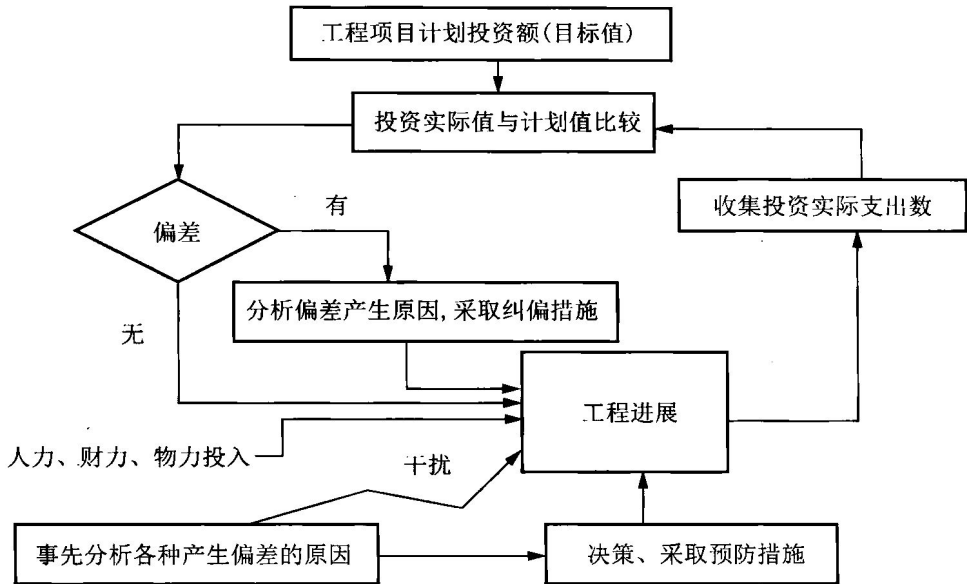 工程项目计划投资额(目标值)
投资实际值与计划值比较
收集投资实际支出数
偏差
有
分析偏差产生原因,采取纠偏措施
无
工程进展
人力、财力、物力投入
干扰
事先分析各种产生偏差的原因
决策、采取预防措施